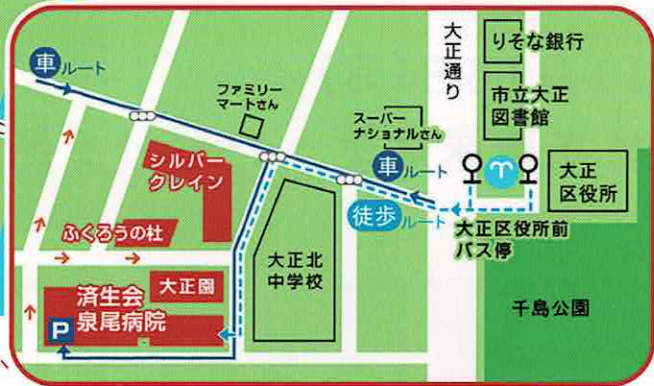 車ルート
ファミリー
マートさん
大正通り
りそな銀行
市立大正
図書館
スーパー
ナショナルさん
車ルート
シルバー
クレイン
徒歩ルート
大正区役所前
バス停
大正
区役所
ふくろうの杜
大正園
大正北
中学校
済生会
泉尾病院
P
千島公園